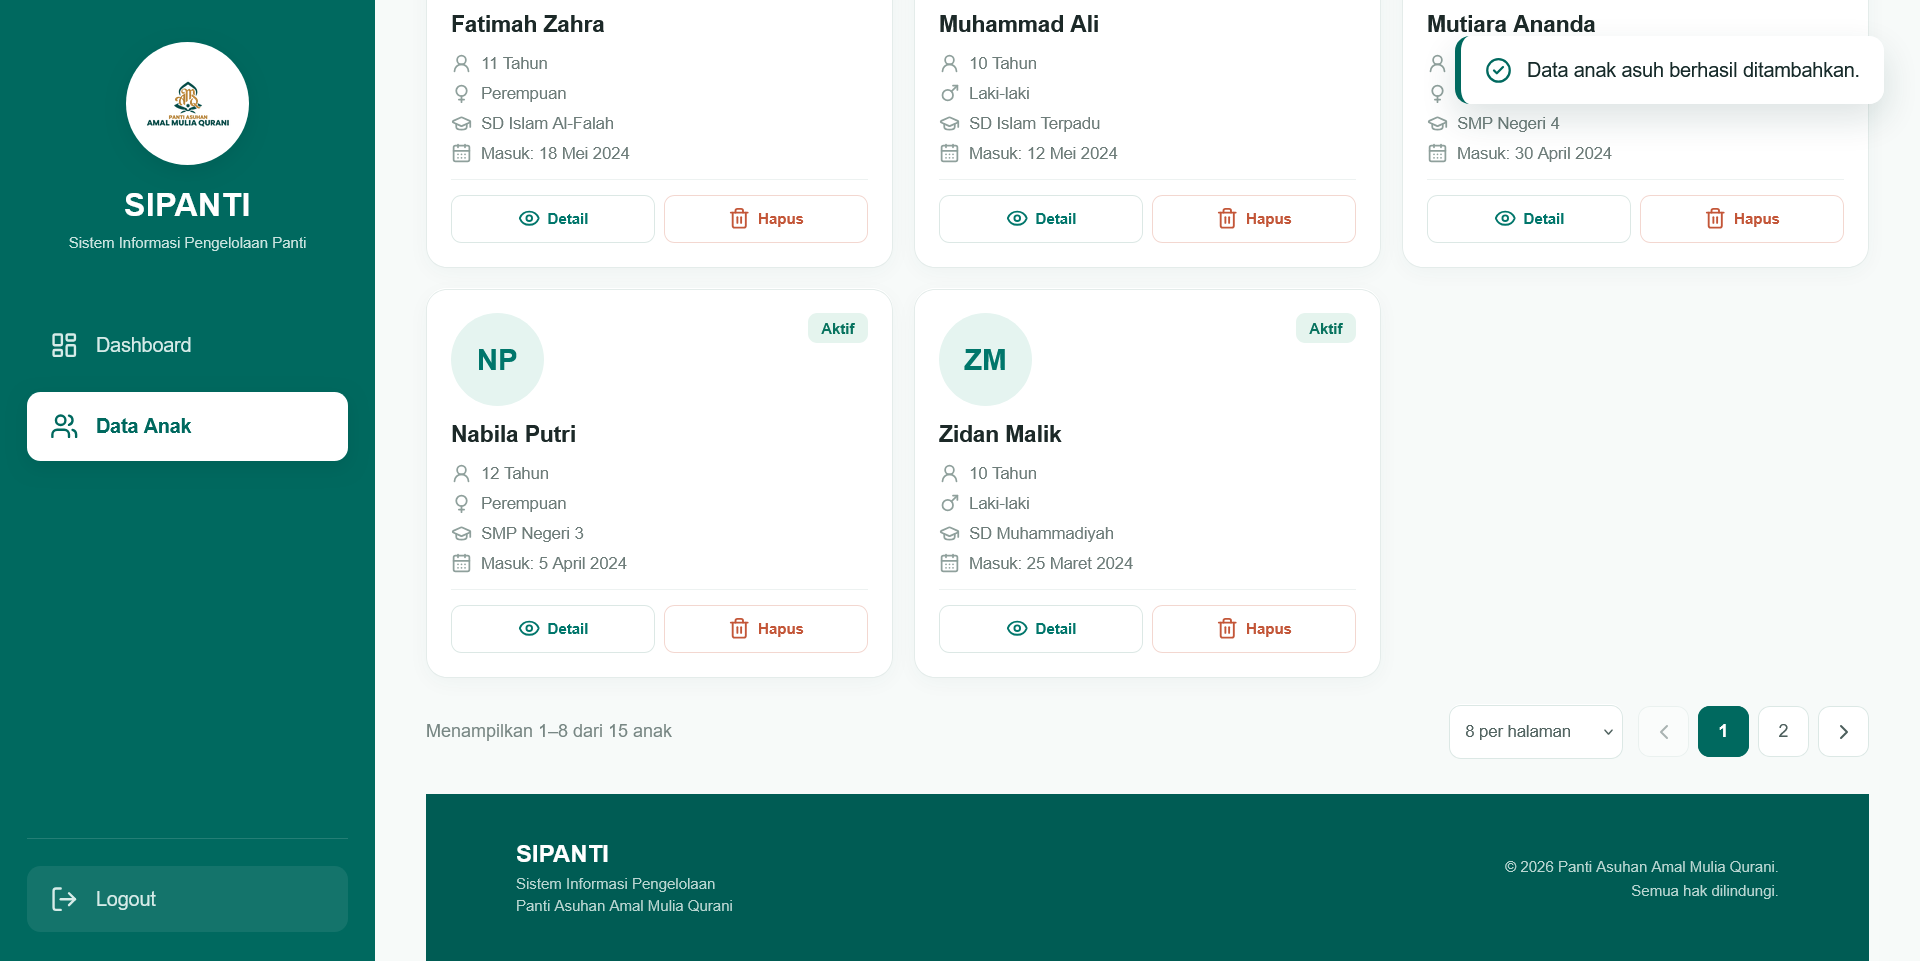 PANTI ASUHAN
AMAL MULIA QURANI
SIPANTI
Sistem Informasi Pengelolaan Panti
Dashboard
Data Anak
Logout
Fatimah Zahra
11 Tahun
Perempuan
SD Islam Al-Falah
Masuk: 18 Mei 2024
Detail
Hapus
Muhammad Ali
10 Tahun
Laki-laki
SD Islam Terpadu
Masuk: 12 Mei 2024
Detail
Hapus
Mutiara Ananda
Data anak asuh berhasil ditambahkan.
SMP Negeri 4
Masuk: 30 April 2024
Detail
Hapus
NP
Aktif
Nabila Putri
12 Tahun
Perempuan
SMP Negeri 3
Masuk: 5 April 2024
Detail
Hapus
ZM
Aktif
Zidan Malik
10 Tahun
Laki-laki
SD Muhammadiyah
Masuk: 25 Maret 2024
Detail
Hapus
Menampilkan 1–8 dari 15 anak
8 per halaman
1
2
SIPANTI
Sistem Informasi Pengelolaan
Panti Asuhan Amal Mulia Qurani
© 2026 Panti Asuhan Amal Mulia Qurani.
Semua hak dilindungi.